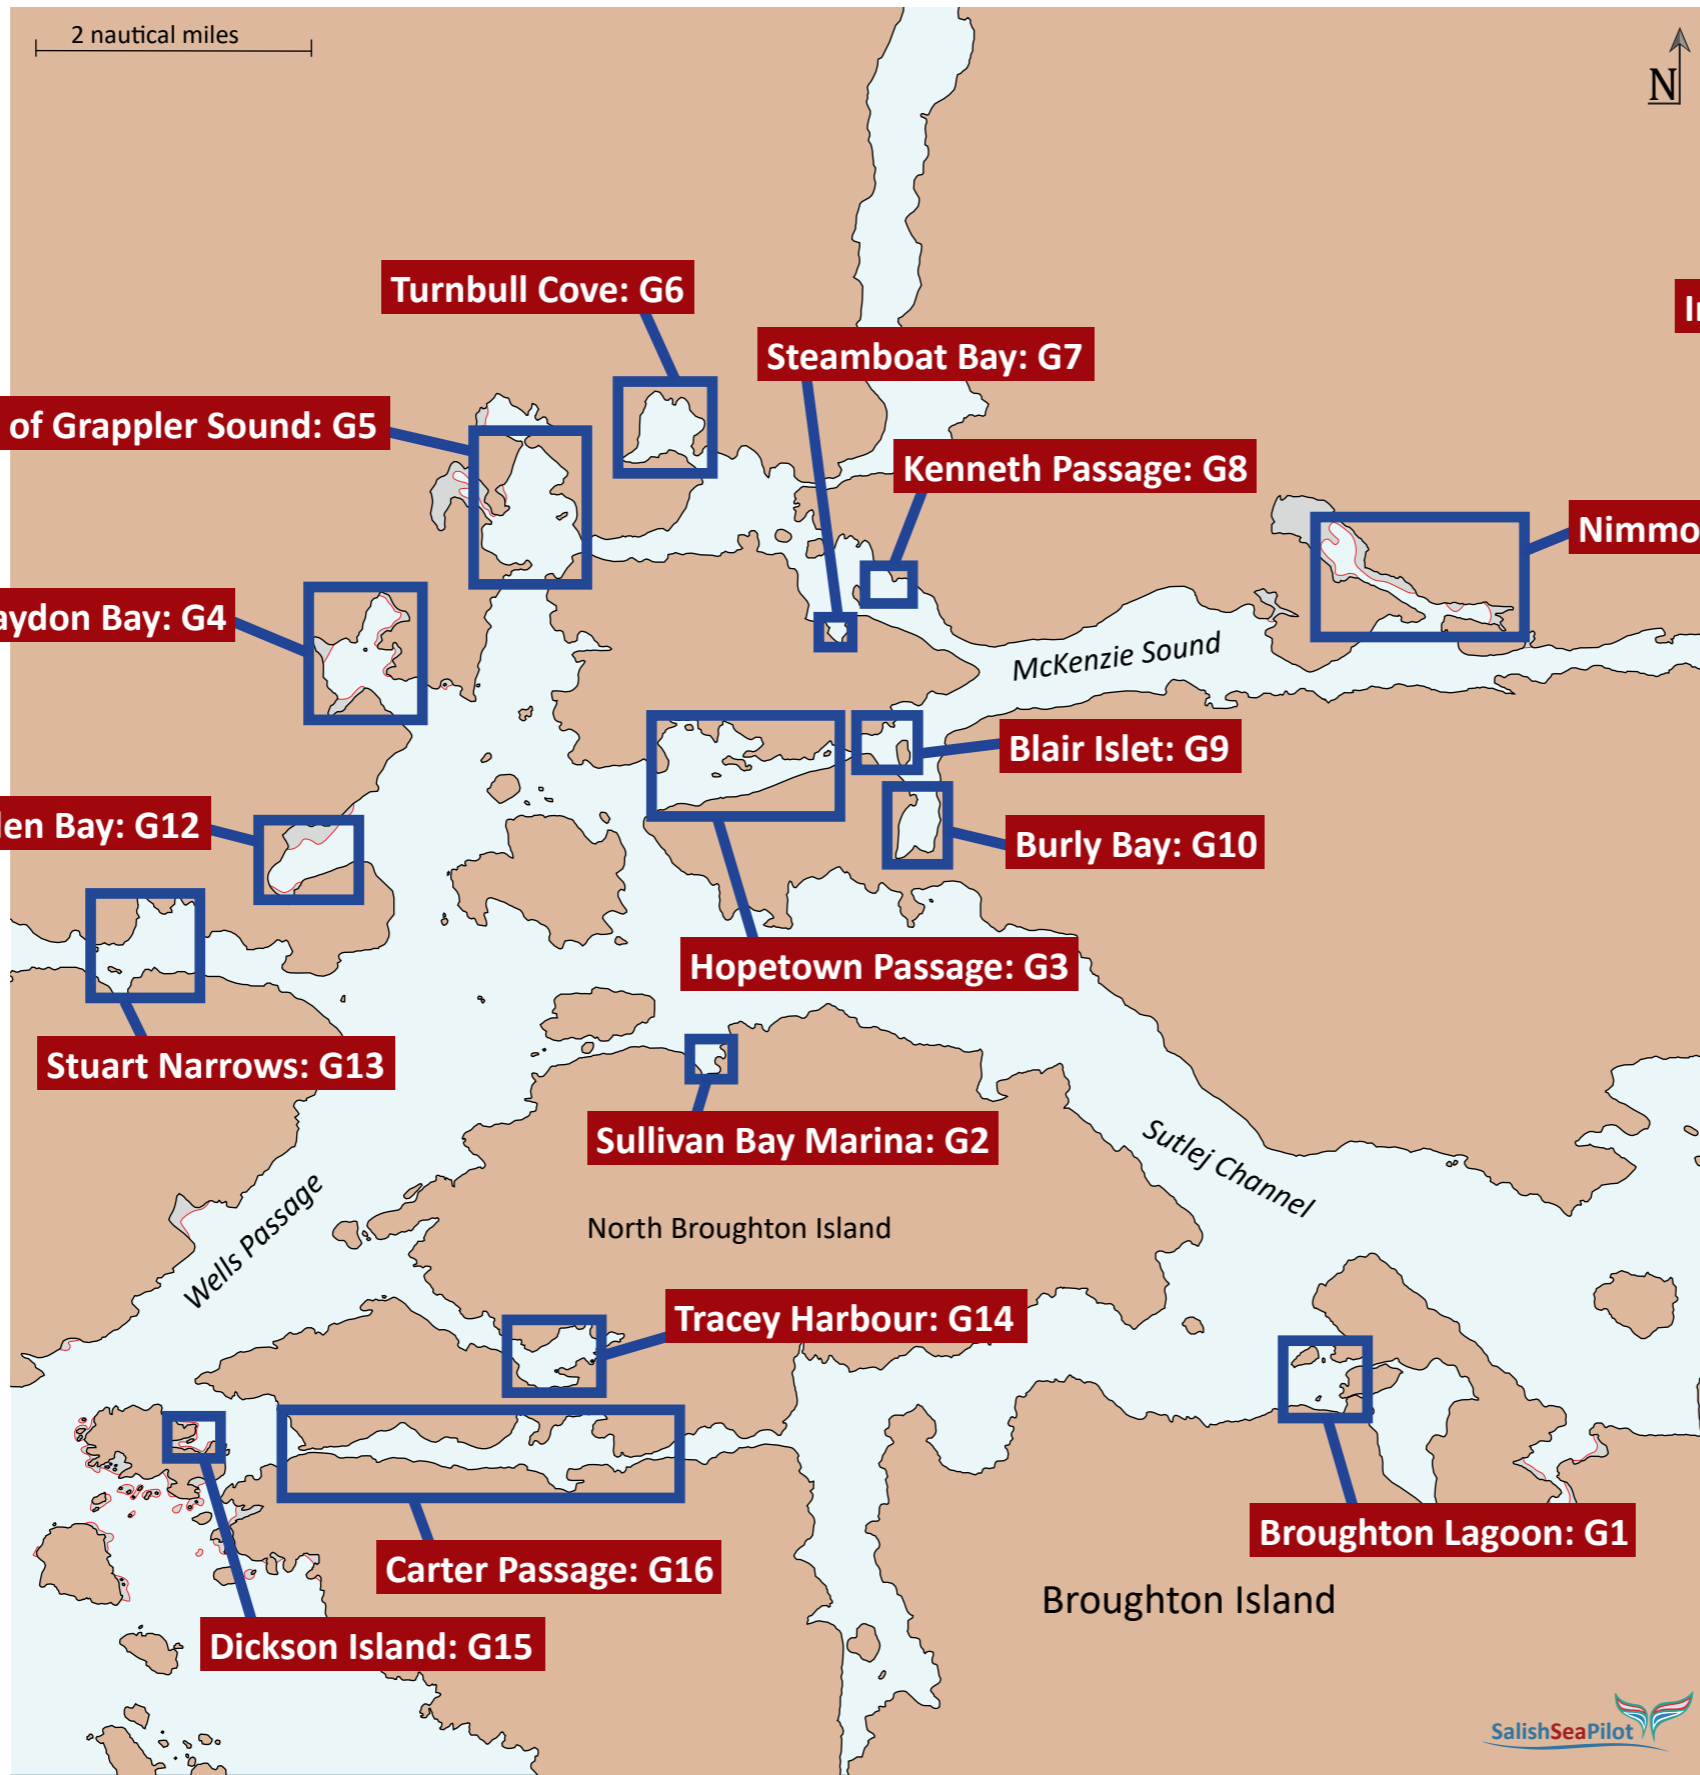 2 nautical miles
N
Turnbull Cove: G6
Steamboat Bay: G7
of Grappler Sound: G5
Kenneth Passage: G8
Bay: G4
McKenzie Sound
Blair Islet: G9
Bay: G12
Burly Bay: G10
Hopetown Passage: G3
Stuart Narrows: G13
Sullivan Bay Marina: G2
Sutlej Channel
Wells Passage
North Broughton Island
Tracey Harbour: G14
Broughton Lagoon: G1
Carter Passage: G16
Broughton Island
Dickson Island: G15
SalishSeaPilot